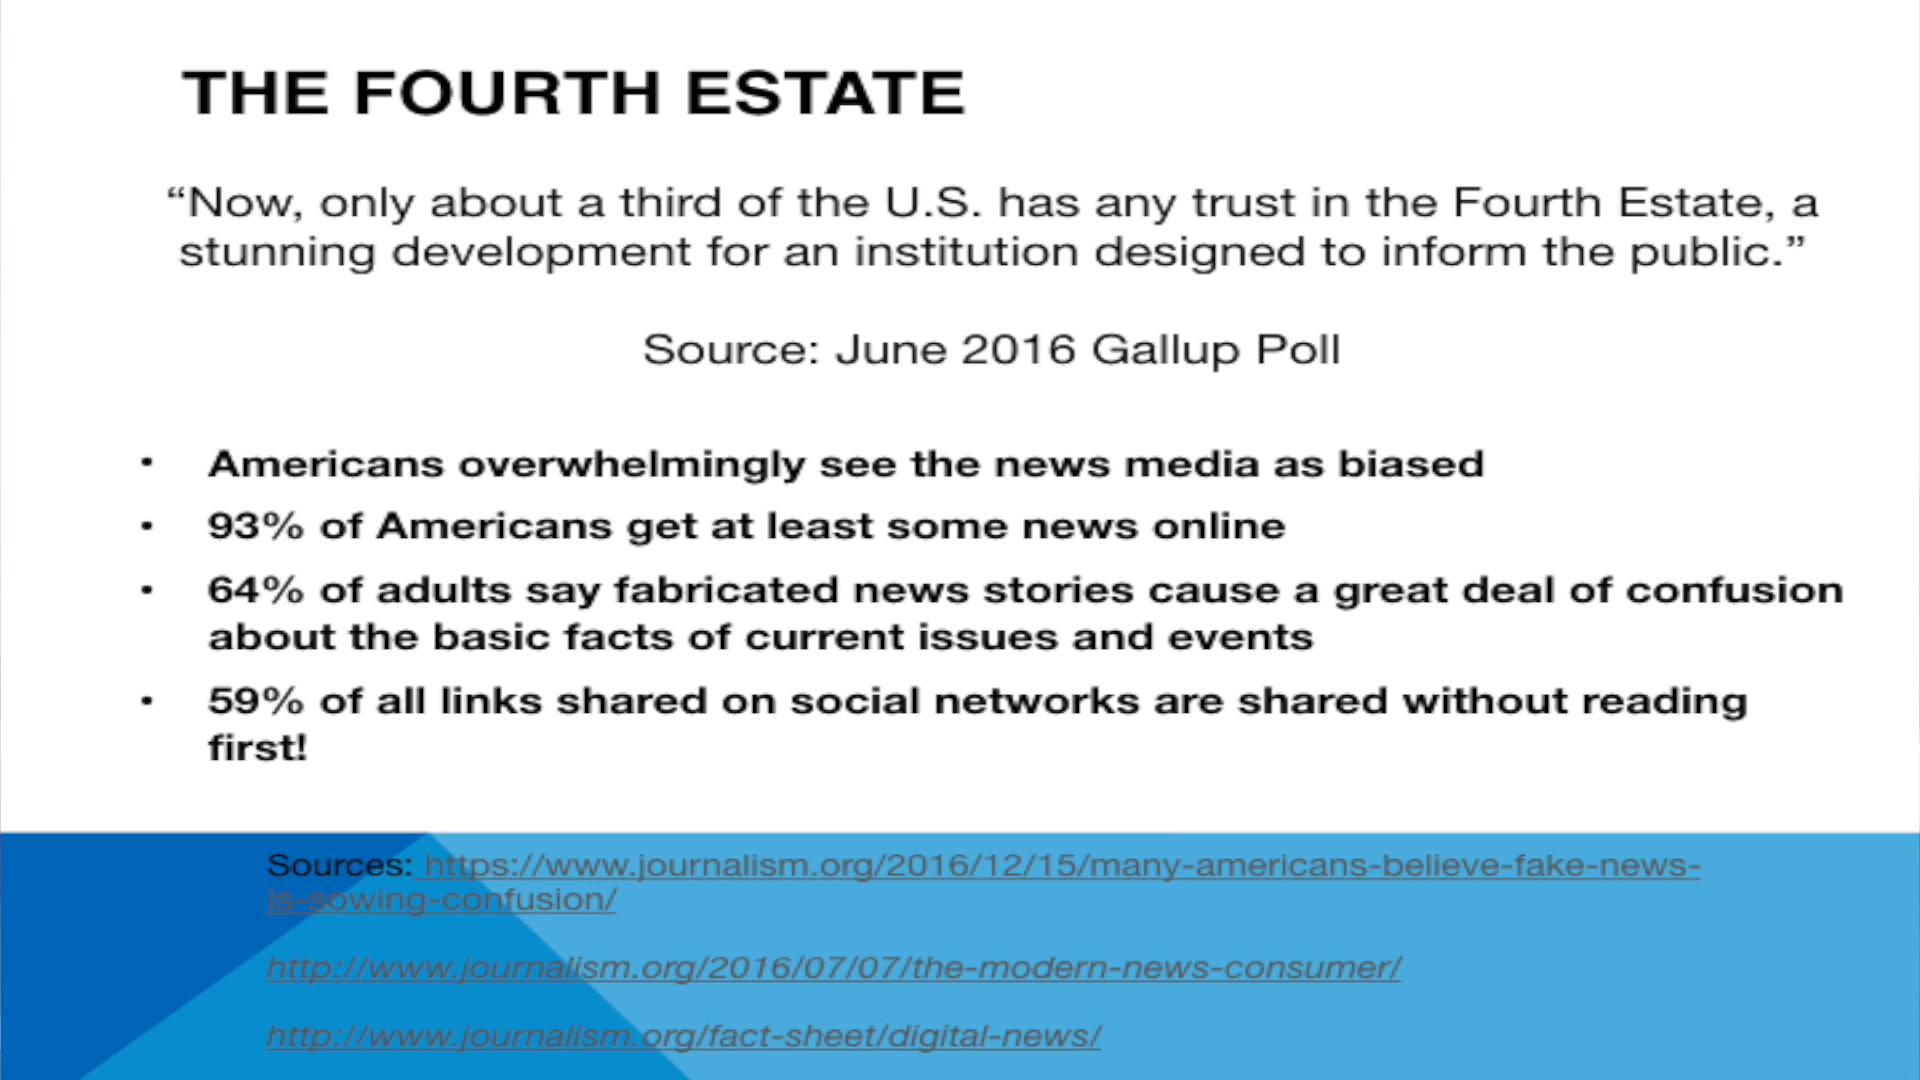 THE FOURTH ESTATE
“Now, only about a third of the U.S. has any trust in the Fourth Estate, a
stunning development for an institution designed to inform the public.”
Source: June 2016 Gallup Poll
• Americans overwhelmingly see the news media as biased
• 93% of Americans get at least some news online
• 64% of adults say fabricated news stories cause a great deal of confusion
about the basic facts of current issues and events
• 59% of all links shared on social networks are shared without reading
first!
Sources: https://www.journalism.org/2016/12/15/many-americans-believe-fake-news-
is-sowing-confusion/
http://www.journalism.org/2016/07/07/the-modern-news-consumer/
http://www.journalism.org/fact-sheet/digital-news/